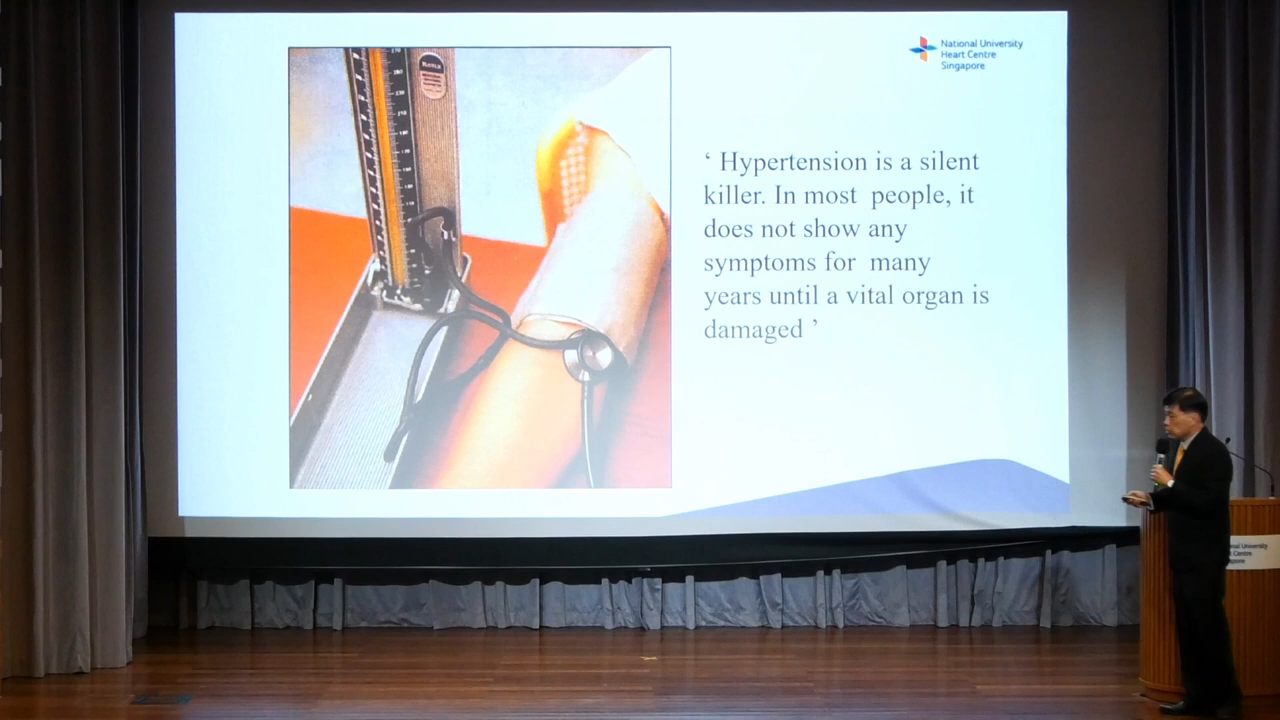 National University
Heart Centre
Singapore
‘ Hypertension is a silent
killer. In most people, it
does not show any
symptoms for many
years until a vital organ is
damaged ’